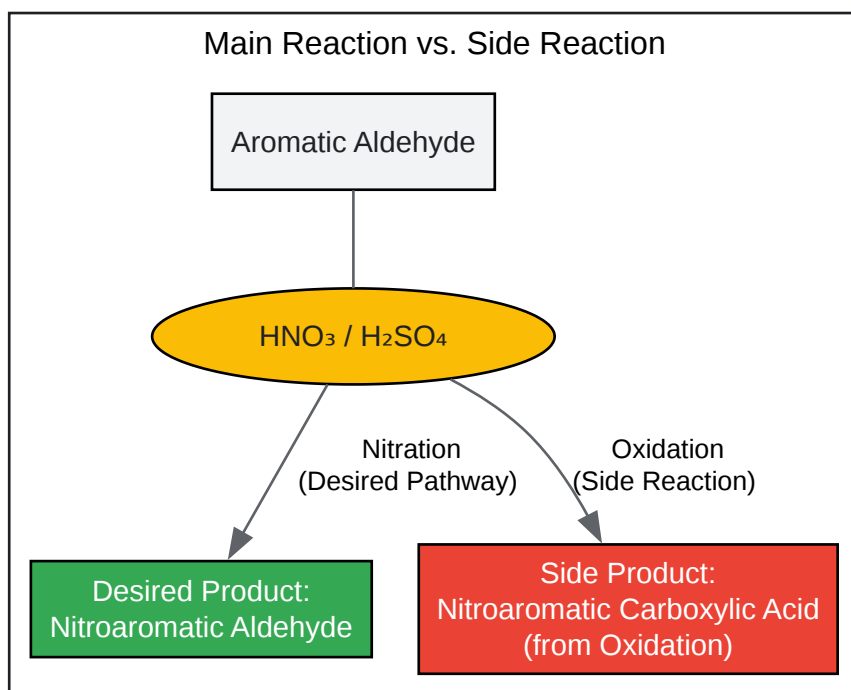 Main Reaction vs. Side Reaction
Aromatic Aldehyde
HNO₃ / H₂SO₄
Nitration
(Desired Pathway)
Oxidation
(Side Reaction)
Desired Product:
Nitroaromatic Aldehyde
Side Product:
Nitroaromatic Carboxylic Acid
(from Oxidation)